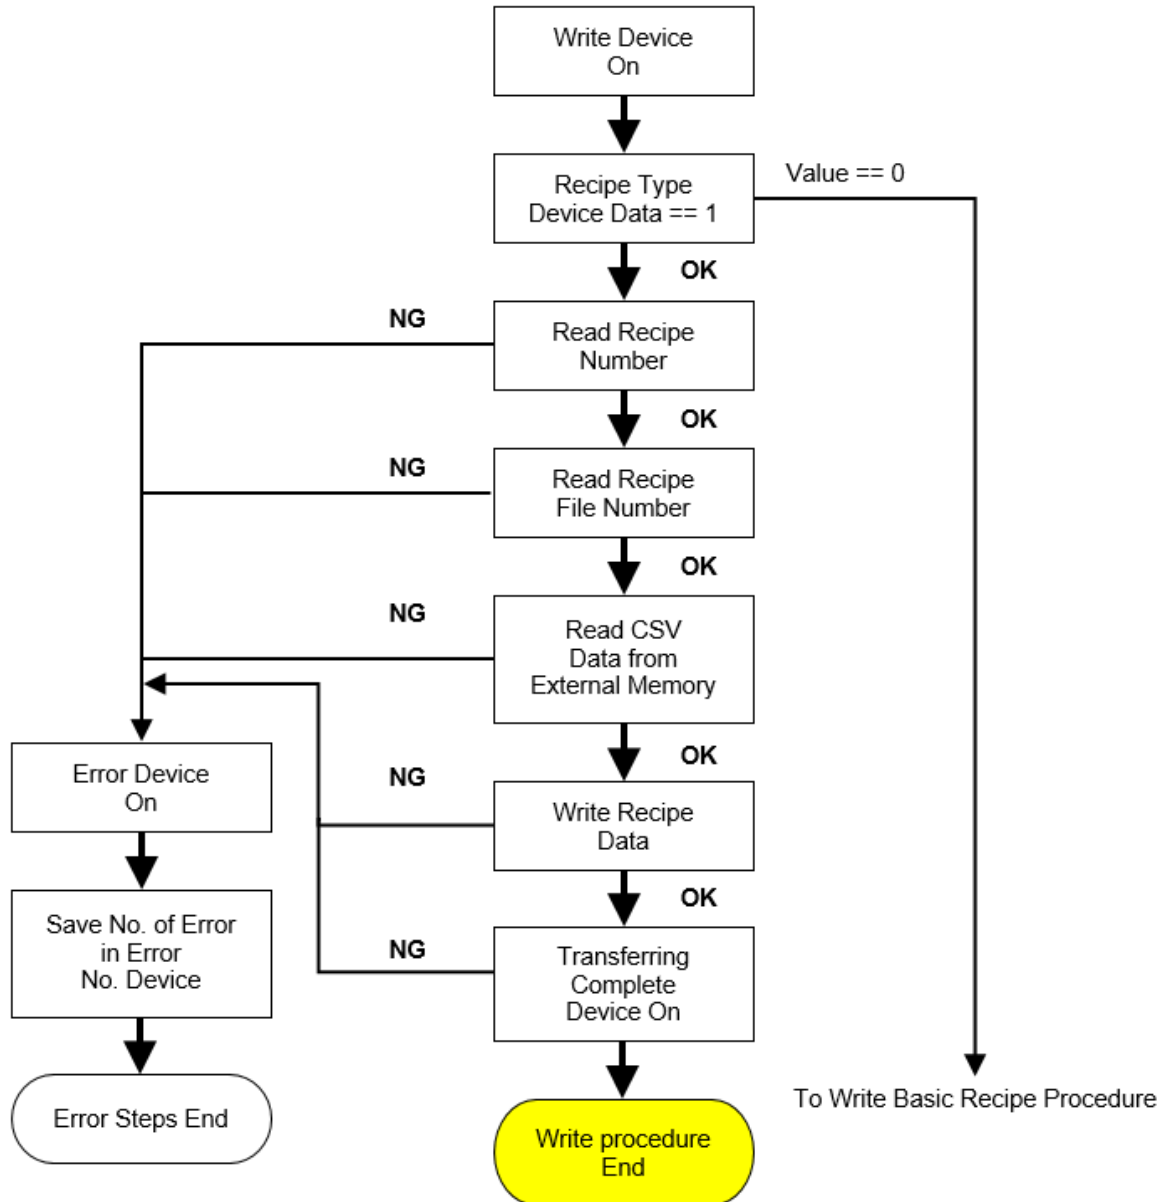 Write Device
On
Value == 0
Recipe Type
Device Data == 1
OK
NG
Read Recipe
Number
OK
NG
Read Recipe
File Number
OK
NG
Read CSV
Data from
External Memory
OK
Error Device
On
NG
Write Recipe
Data
OK
Save No. of Error
in Error
No. Device
NG
Transferring
Complete
Device On
To Write Basic Recipe Procedure
Error Steps End
Write procedure
End